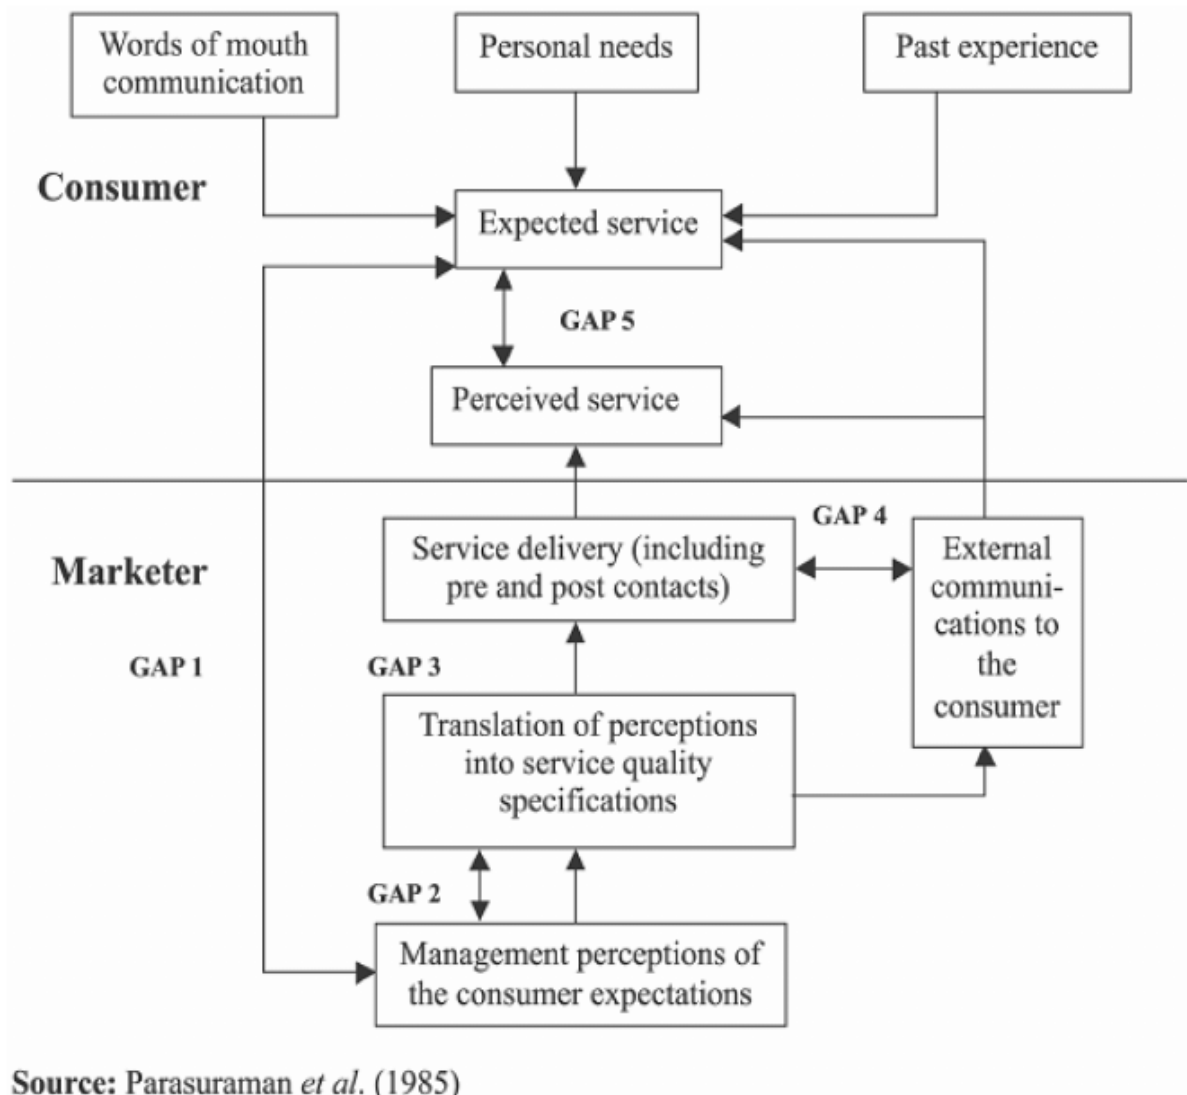 Words of mouth
communication
Personal needs
Past experience
Consumer
Expected service
GAP 5
Perceived service
GAP 4
Service delivery (including
pre and post contacts)
External
communi-
cations to
the
consumer
Marketer
GAP 1
GAP 3
Translation of perceptions
into service quality
specifications
GAP 2
Management perceptions of
the consumer expectations
Source: Parasuraman et al. (1985)